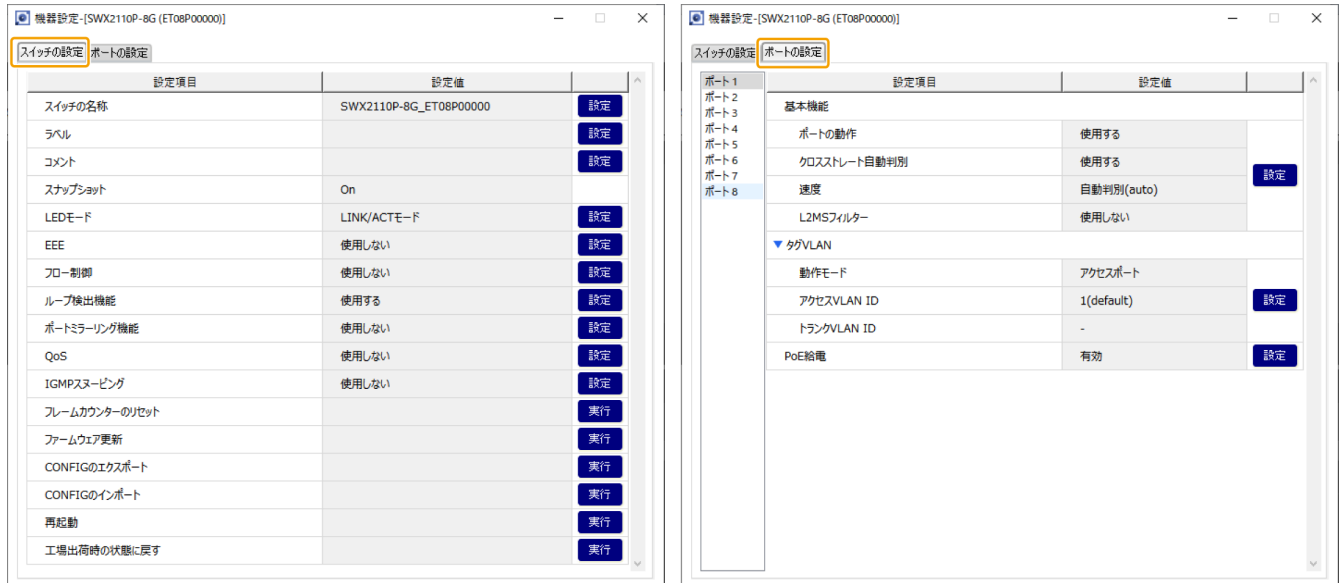 機器設定-[SWX2110P-8G (ET08P00000)]
スイッチの設定 ポートの設定
設定項目 設定値
スイッチの名称 SWX2110P-8G_ET08P00000 設定
ラベル 設定
コメント 設定
スナップショット On
LEDモード LINK/ACTモード 設定
EEE 使用しない 設定
フロー制御 使用しない 設定
ループ検出機能 使用する 設定
ポートミラーリング機能 使用しない 設定
QoS 使用しない 設定
IGMPスヌーピング 使用しない 設定
フレームカウンターのリセット 実行
ファームウェア更新 実行
CONFIGのエクスポート 実行
CONFIGのインポート 実行
再起動 実行
工場出荷時の状態に戻す 実行
機器設定-[SWX2110P-8G (ET08P00000)]
スイッチの設定 ポートの設定
ポート 1
ポート 2
ポート 3
ポート 4
ポート 5
ポート 6
ポート 7
ポート 8
設定項目 設定値
基本機能
ポートの動作 使用する
クロスストレート自動判別 使用する
設定
速度 自動判別(auto)
L2MSフィルター 使用しない
タグVLAN
動作モード アクセスポート
アクセスVLAN ID 1(default) 設定
トランクVLAN ID -
PoE給電 有効 設定